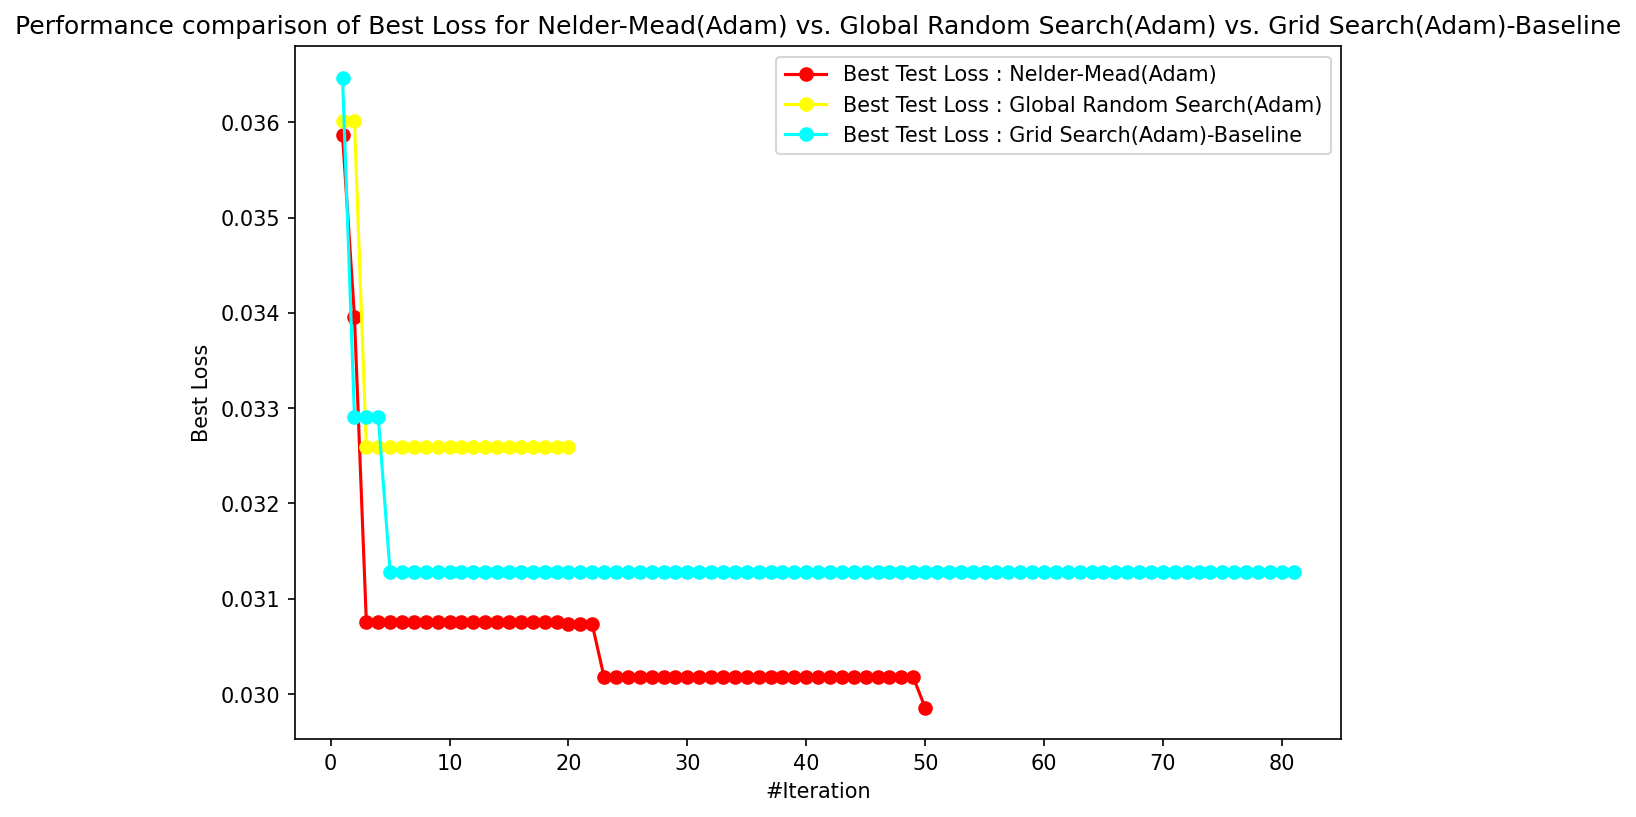 Performance comparison of Best Loss for Nelder-Mead(Adam) vs. Global Random Search(Adam) vs. Grid Search(Adam)-Baseline
Best Test Loss : Nelder-Mead(Adam)
Best Test Loss : Global Random Search(Adam)
Best Test Loss : Grid Search(Adam)-Baseline
0.036
0.035
0.034
0.033
0.032
0.031
0.030
Best Loss
0 10 20 30 40 50 60 70 80
#Iteration